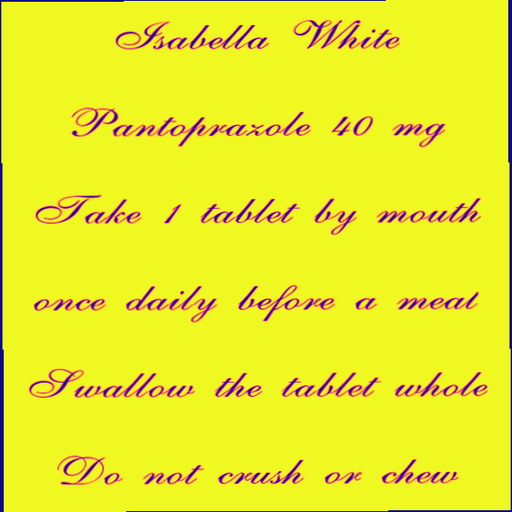 Isabella White
Pantoprazole 40 mg
Take 1 tablet by mouth
once daily before a meal
Swallow the tablet whole
Do not crush or chew